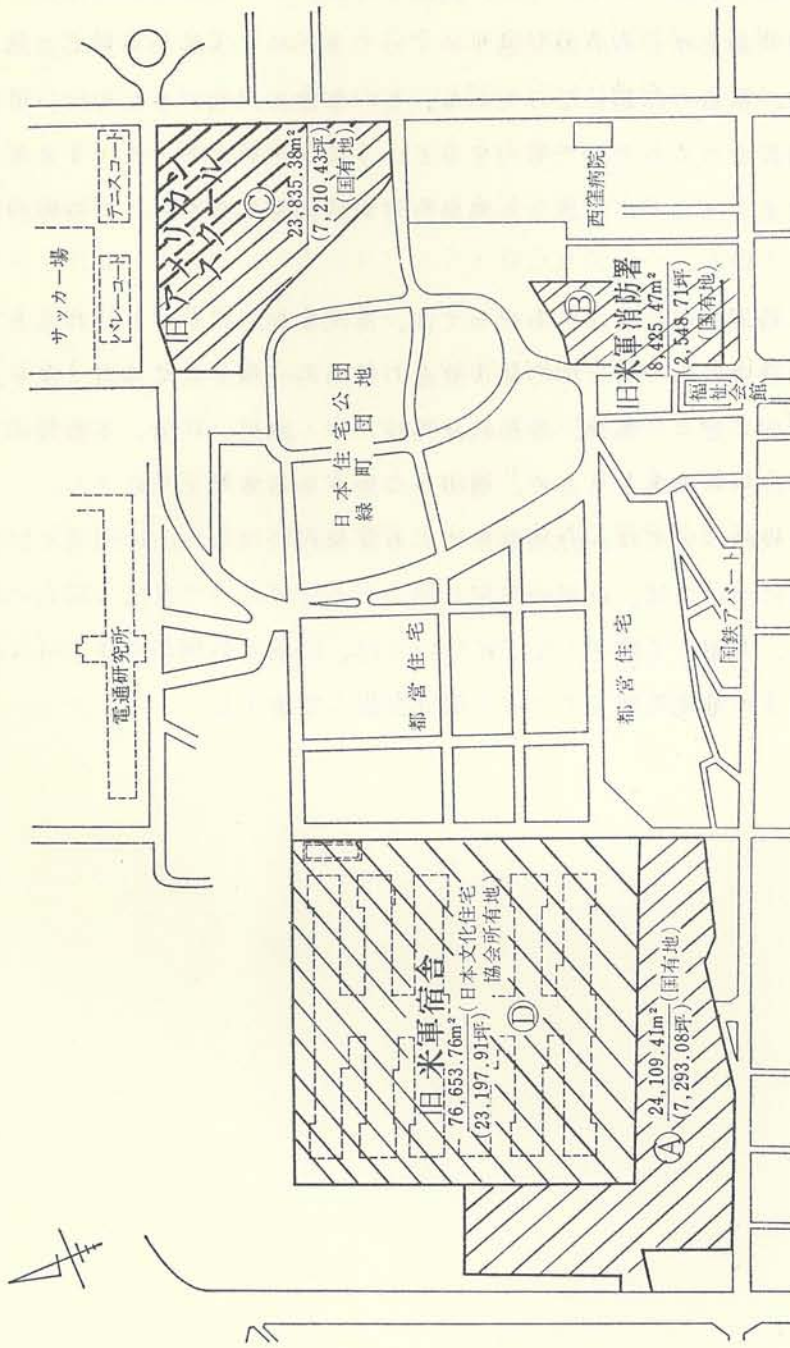 サッカー場
バレーコード
テニスコード
電通研究所
旧アメリカン
スクール
Ⓒ
23,835.38m²
(7,210.43坪)
(国有地)
日本住宅公団
緑町団地
西窪病院
Ⓑ
旧米車消防署
8,425.47m²
2,548.71坪)
(国有地)
福祉
会館
都営住宅
都営住宅
国鉄アパート
旧米軍宿舎
76,653.76m²
(23,197.91坪)
(日本文化住宅
協会所有地)
Ⓓ
24,109.41m²
(7,293.08坪)
(国有地)
Ⓐ